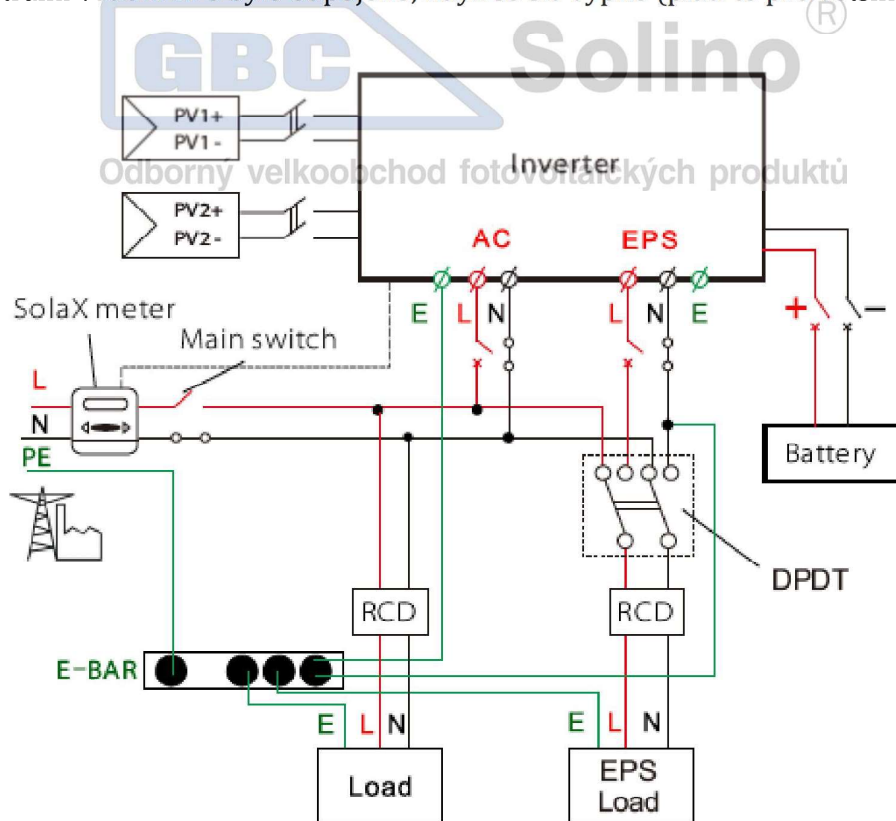 GBC Solino®
Odborný velkoobchod fotovoltaických produktů
PV1+
PV1-
Inverter
PV2+
PV2-
AC
EPS
E
L
N
L
N
E
+
−
SolaX meter
Main switch
L
N
PE
Battery
DPDT
RCD
RCD
E-BAR
E
L
N
E
L
N
Load
EPS
Load